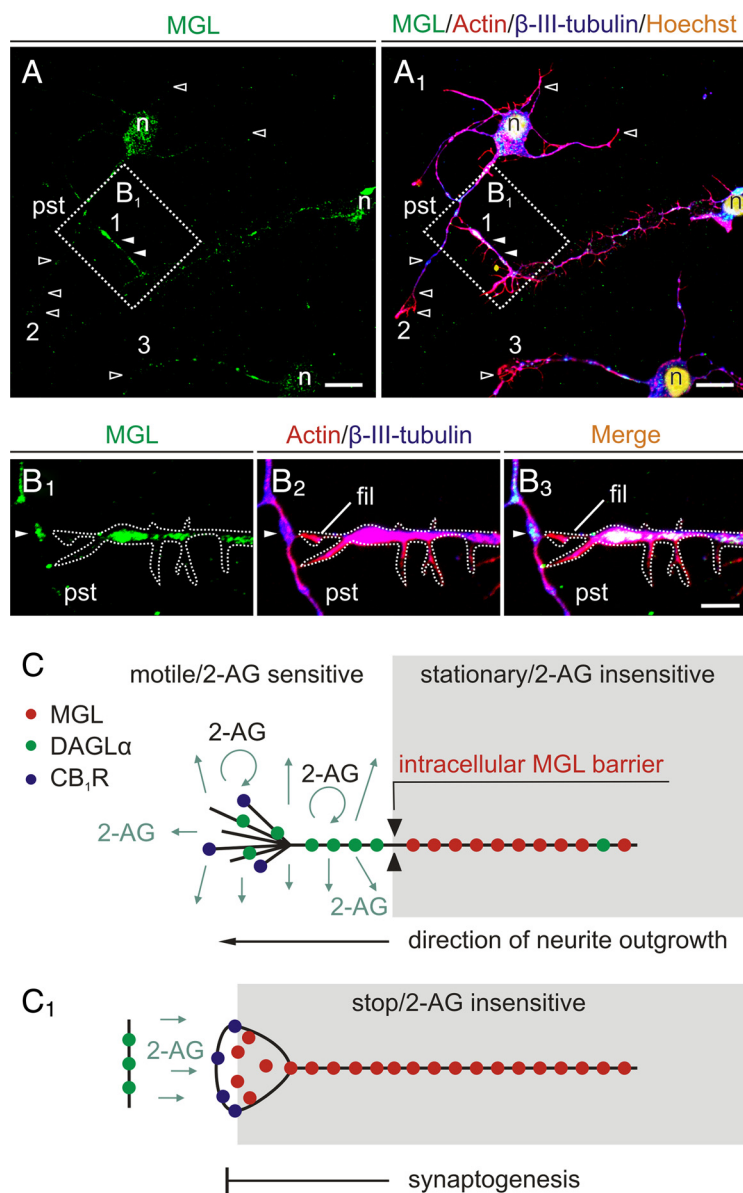 MGL
MGL/Actin/β-III-tubulin/Hoechst
A
n
B₁
pst
1
n
2
3
n
A₁
n
B₁
pst
1
n
2
3
n
MGL
Actin/β-III-tubulin
Merge
B₁
pst
B₂
fil
pst
B₃
fil
pst
C
motile/2-AG sensitive
stationary/2-AG insensitive
MGL
DAGLα
CB₁R
2-AG
2-AG
intracellular MGL barrier
2-AG
2-AG
direction of neurite outgrowth
C₁
stop/2-AG insensitive
2-AG
synaptogenesis